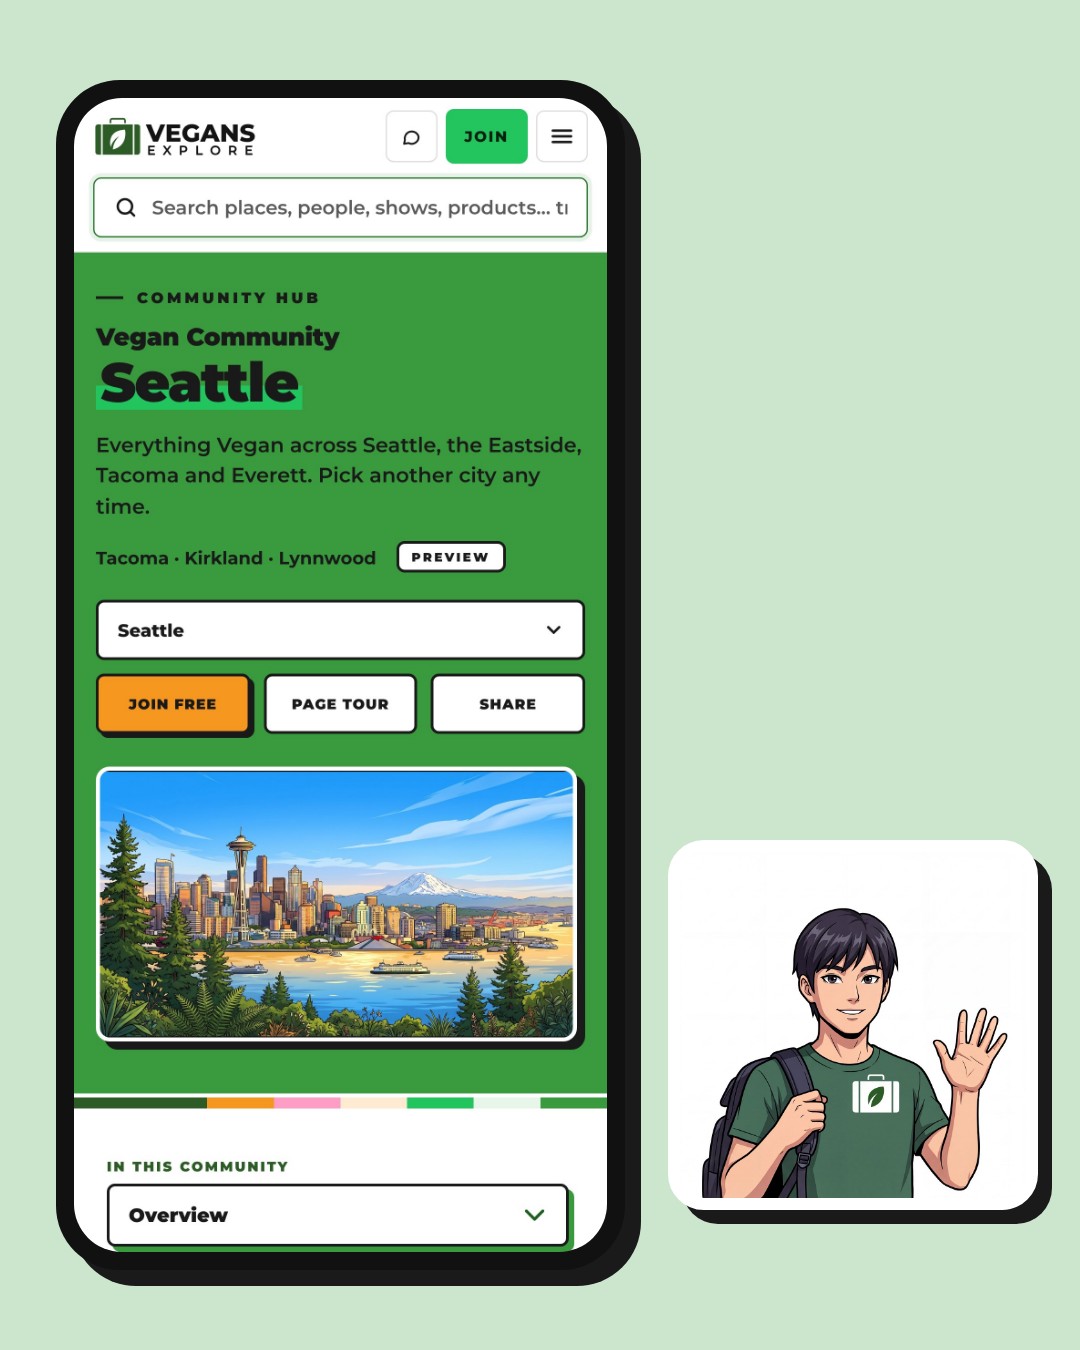 VEGANS
EXPLORE
JOIN
Search places, people, shows, products... tr
COMMUNITY HUB
Vegan Community
Seattle
Everything Vegan across Seattle, the Eastside,
Tacoma and Everett. Pick another city any
time.
Tacoma · Kirkland · Lynnwood
PREVIEW
Seattle
JOIN FREE
PAGE TOUR
SHARE
IN THIS COMMUNITY
Overview